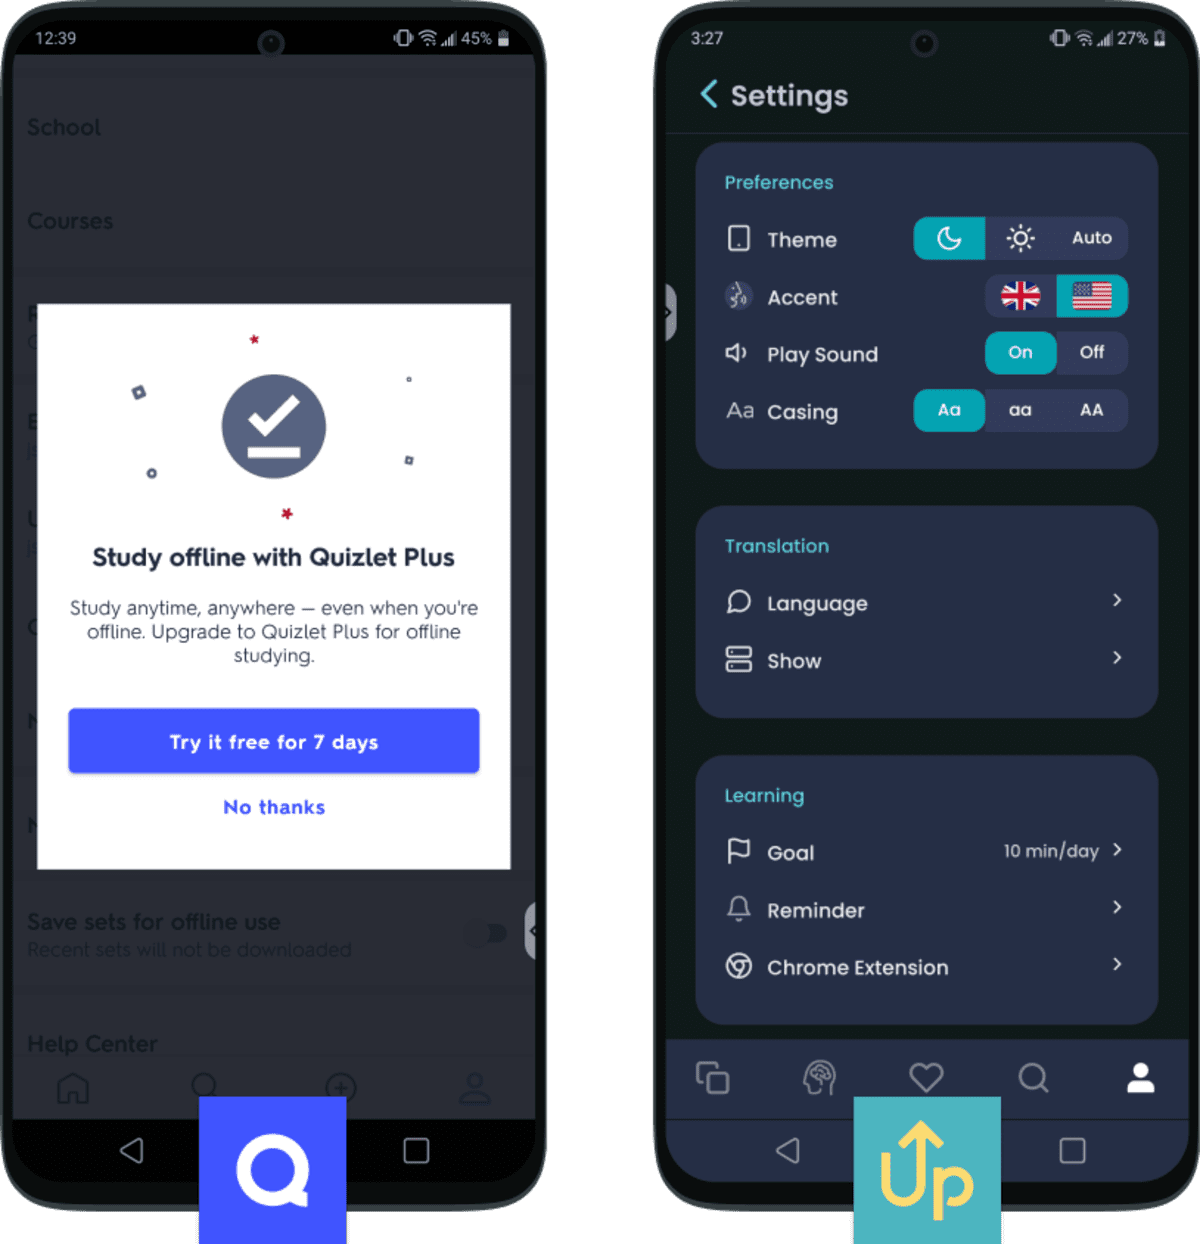 12:39
45%
School
Courses
Study offline with Quizlet Plus
Study anytime, anywhere — even when you're
offline. Upgrade to Quizlet Plus for offline
studying.
Try it free for 7 days
No thanks
Save sets for offline use
Recent sets will not be downloaded
Help Center
Q
3:27
27%
Settings
Preferences
Theme
Auto
Accent
Play Sound
On
Off
Aa
Casing
Aa
aa
AA
Translation
Language
Show
Learning
Goal
10 min/day
Reminder
Chrome Extension
Up